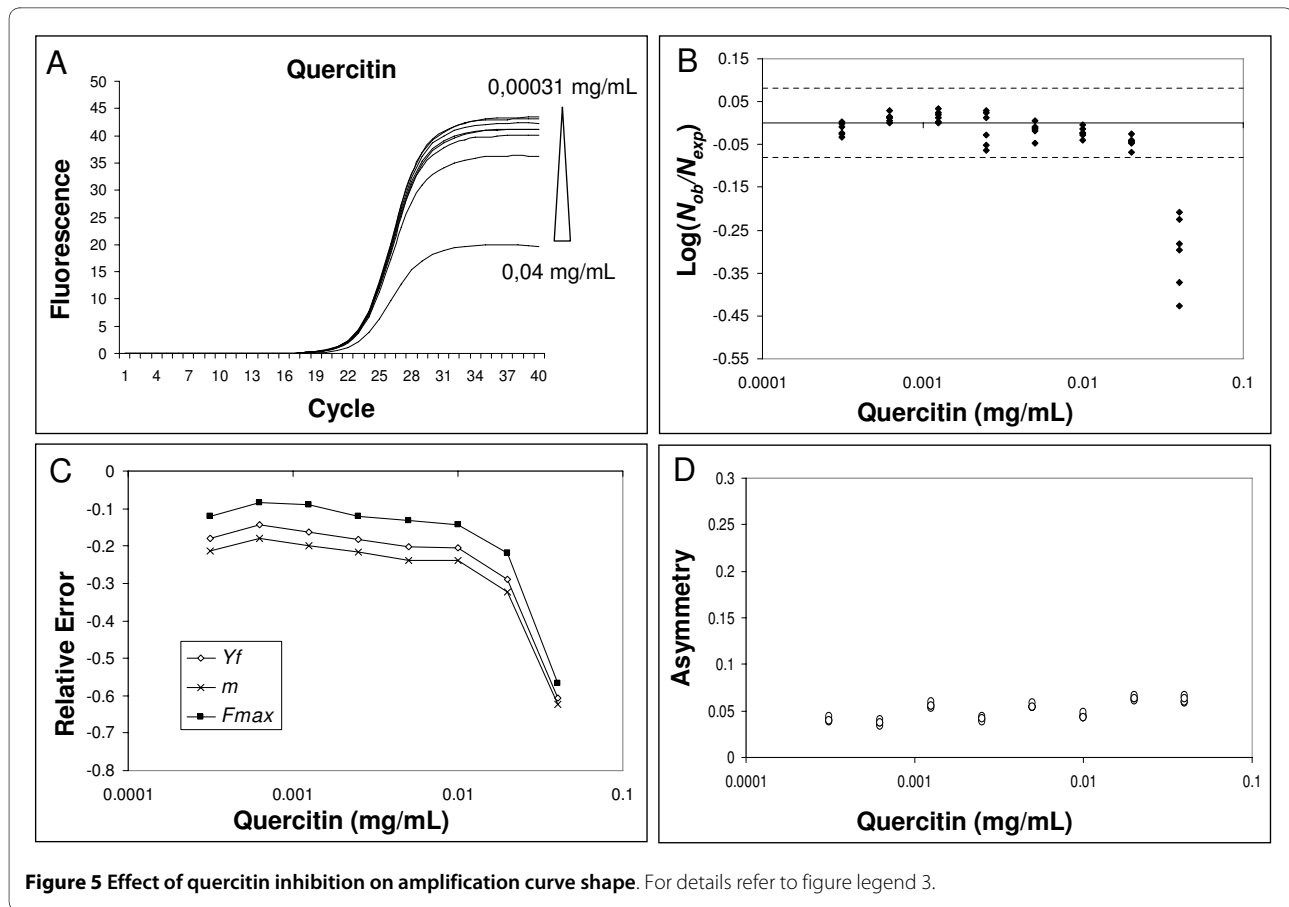 A
Quercitin
Fluorescence
50
45
40
35
30
25
20
15
10
5
0
1 4 7 10 13 16 19 22 25 28 31 34 37 40
Cycle
0,00031 mg/mL
0,04 mg/mL
B
Log(Nob/Nexp)
0.15
0.05
-0.05
-0.15
-0.25
-0.35
-0.45
-0.55
0.0001 0.001 0.01 0.1
Quercitin (mg/mL)
C
Relative Error
0
-0.1
-0.2
-0.3
-0.4
-0.5
-0.6
-0.7
-0.8
Yf
m
Fmax
0.0001 0.001 0.01 0.1
Quercitin (mg/mL)
D
Asymmetry
0.3
0.25
0.2
0.15
0.1
0.05
0
0.0001 0.001 0.01 0.1
Quercitin (mg/mL)
Figure 5 Effect of quercitin inhibition on amplification curve shape. For details refer to figure legend 3.